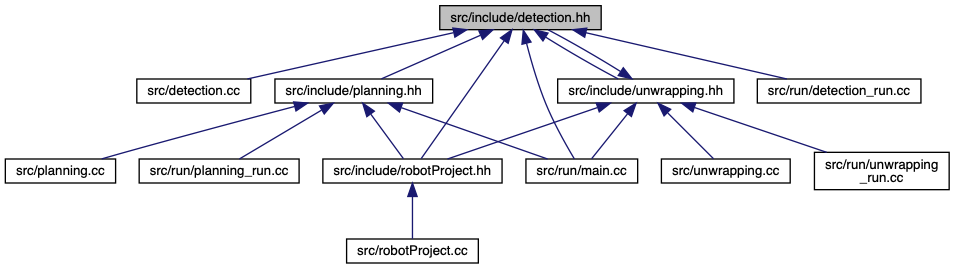 src/include/detection.hh
src/detection.cc
src/include/planning.hh
src/include/unwrapping.hh
src/run/detection_run.cc
src/planning.cc
src/run/planning_run.cc
src/include/robotProject.hh
src/run/main.cc
src/unwrapping.cc
src/run/unwrapping
_run.cc
src/robotProject.cc